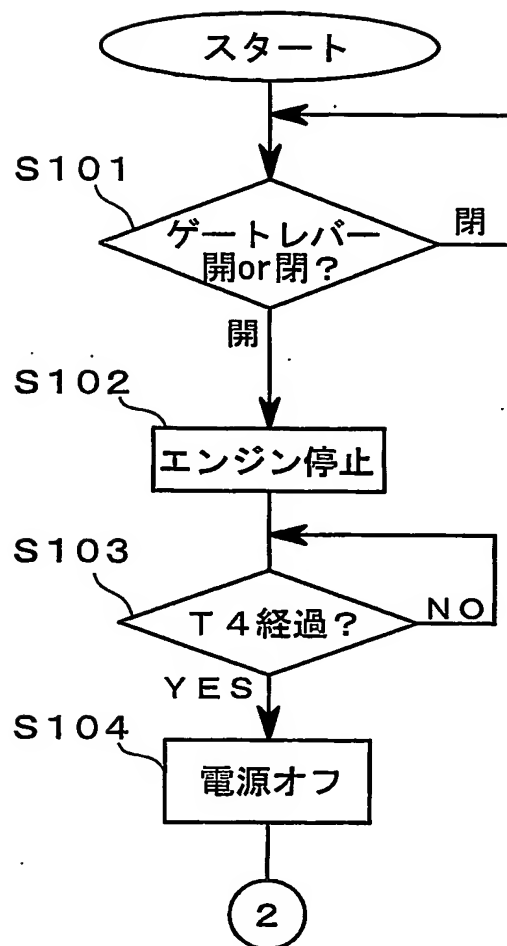 スタート
S101
ゲートレバー
開or閉?
閉
開
S102
エンジン停止
S103
T4経過?
NO
YES
S104
電源オフ
2